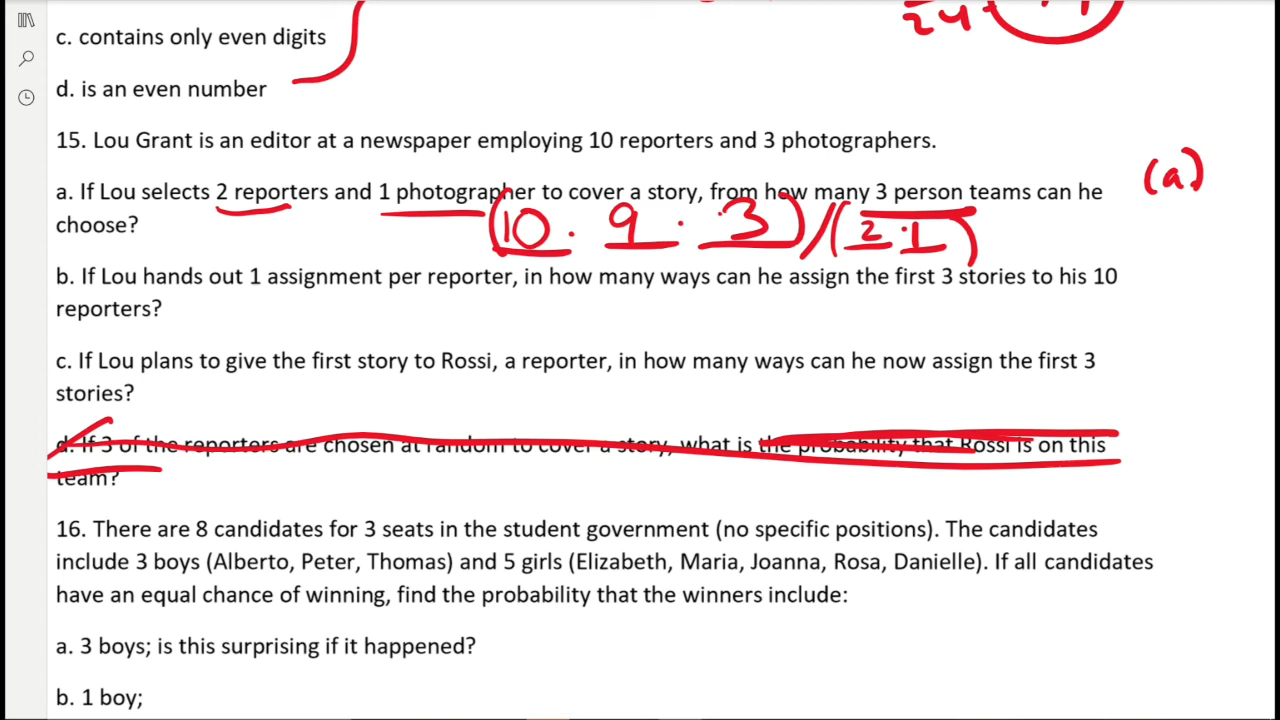 24
c. contains only even digits
d. is an even number
15. Lou Grant is an editor at a newspaper employing 10 reporters and 3 photographers.
(a)
a. If Lou selects 2 reporters and 1 photographer to cover a story, from how many 3 person teams can he
choose?
(10 · 9 · 3)/(2·1)
b. If Lou hands out 1 assignment per reporter, in how many ways can he assign the first 3 stories to his 10
reporters?
c. If Lou plans to give the first story to Rossi, a reporter, in how many ways can he now assign the first 3
stories?
d. If 3 of the reporters are chosen at random to cover a story, what is the probability that Rossi is on this
team?
16. There are 8 candidates for 3 seats in the student government (no specific positions). The candidates
include 3 boys (Alberto, Peter, Thomas) and 5 girls (Elizabeth, Maria, Joanna, Rosa, Danielle). If all candidates
have an equal chance of winning, find the probability that the winners include:
a. 3 boys; is this surprising if it happened?
b. 1 boy;